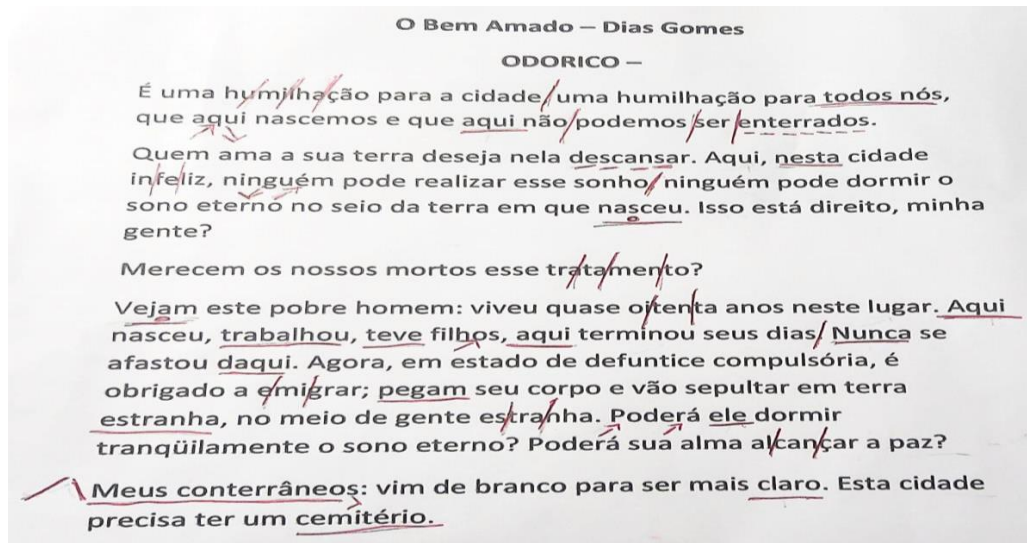 O Bem Amado – Dias Gomes
ODORICO –
É uma humilhação para a cidade/uma humilhação para todos nós,
que aqui nascemos e que aqui não/podemos/ser/enterrados.
Quem ama a sua terra deseja nela descansar. Aqui, nesta cidade
infeliz, ninguém pode realizar esse sonho/ninguém pode dormir o
sono eterno no seio da terra em que nasceu. Isso está direito, minha
gente?
Merecem os nossos mortos esse tratamento?
Vejam este pobre homem: viveu quase oitenta anos neste lugar. Aqui
nasceu, trabalhou, teve filhos, aqui terminou seus dias/ Nunca se
afastou daqui. Agora, em estado de defuntice compulsória, é
obrigado a emigrar; pegam seu corpo e vão sepultar em terra
estranha, no meio de gente estranha. Poderá ele dormir
tranqüilamente o sono eterno? Poderá sua alma alcançar a paz?
Meus conterrâneos: vim de branco para ser mais claro. Esta cidade
precisa ter um cemitério.